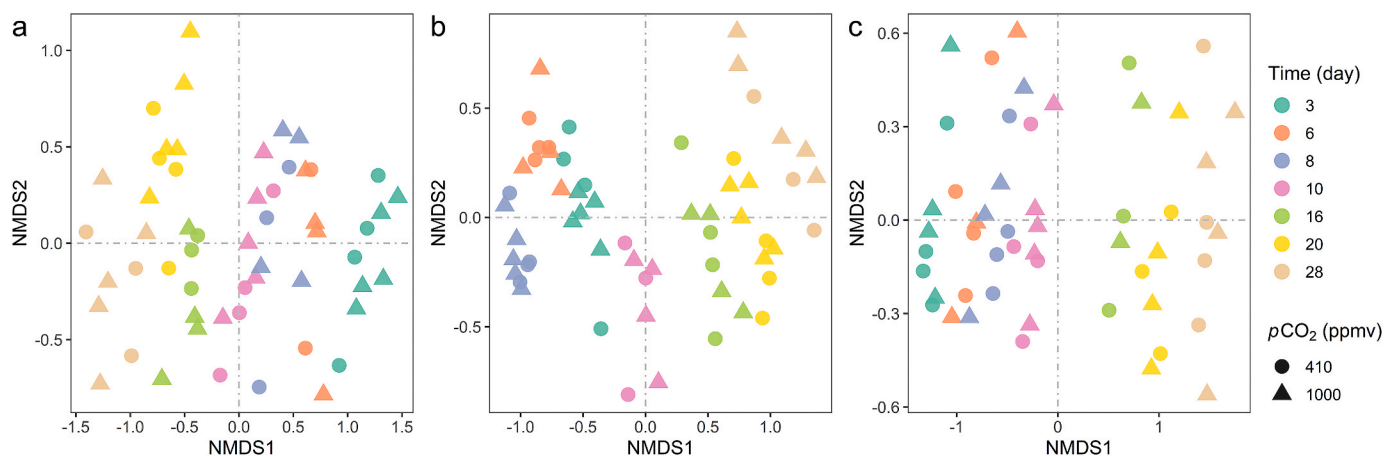 a
1.0
0.5
0.0
-0.5
NMDS2
-1.5 -1.0 -0.5 0.0 0.5 1.0 1.5
NMDS1
b
0.5
0.0
-0.5
NMDS2
-1.0 -0.5 0.0 0.5 1.0
NMDS1
c
0.6
0.3
0.0
-0.3
-0.6
NMDS2
-1 0 1
NMDS1
Time (day)
3
6
8
10
16
20
28
pCO₂ (ppmv)
410
1000